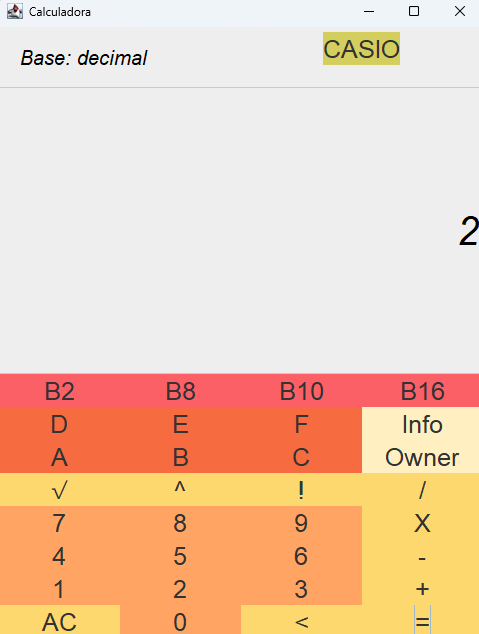 Calculadora
CASIO
Base: decimal
2
B2 B8 B10 B16
D E F Info
A B C Owner
√ ^ ! /
7 8 9 X
4 5 6 -
1 2 3 +
AC 0 < =